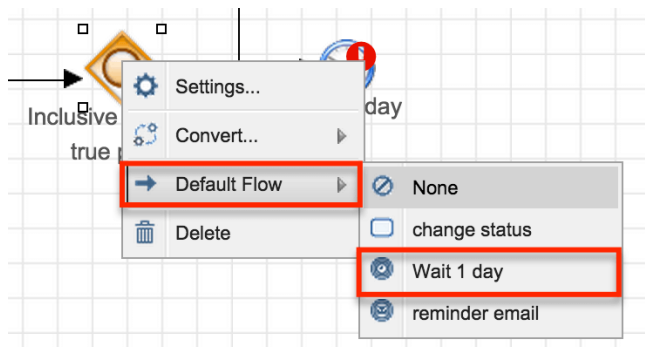 Settings...
Inclusive
day
Convert...
true
Default Flow
None
Delete
change status
Wait 1 day
reminder email